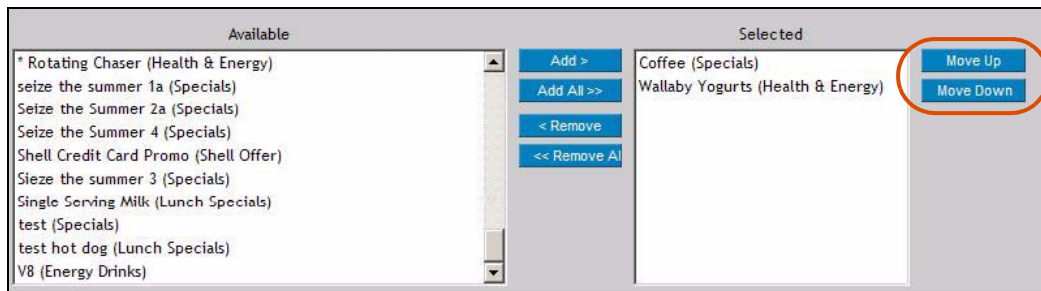 Available
* Rotating Chaser (Health & Energy)
seize the summer 1a (Specials)
Seize the Summer 2a (Specials)
Seize the Summer 4 (Specials)
Shell Credit Card Promo (Shell Offer)
Sieze the summer 3 (Specials)
Single Serving Milk (Lunch Specials)
test (Specials)
test hot dog (Lunch Specials)
V8 (Energy Drinks)
Add >
Add All >>
< Remove
<< Remove Al
Selected
Coffee (Specials)
Wallaby Yogurts (Health & Energy)
Move Up
Move Down